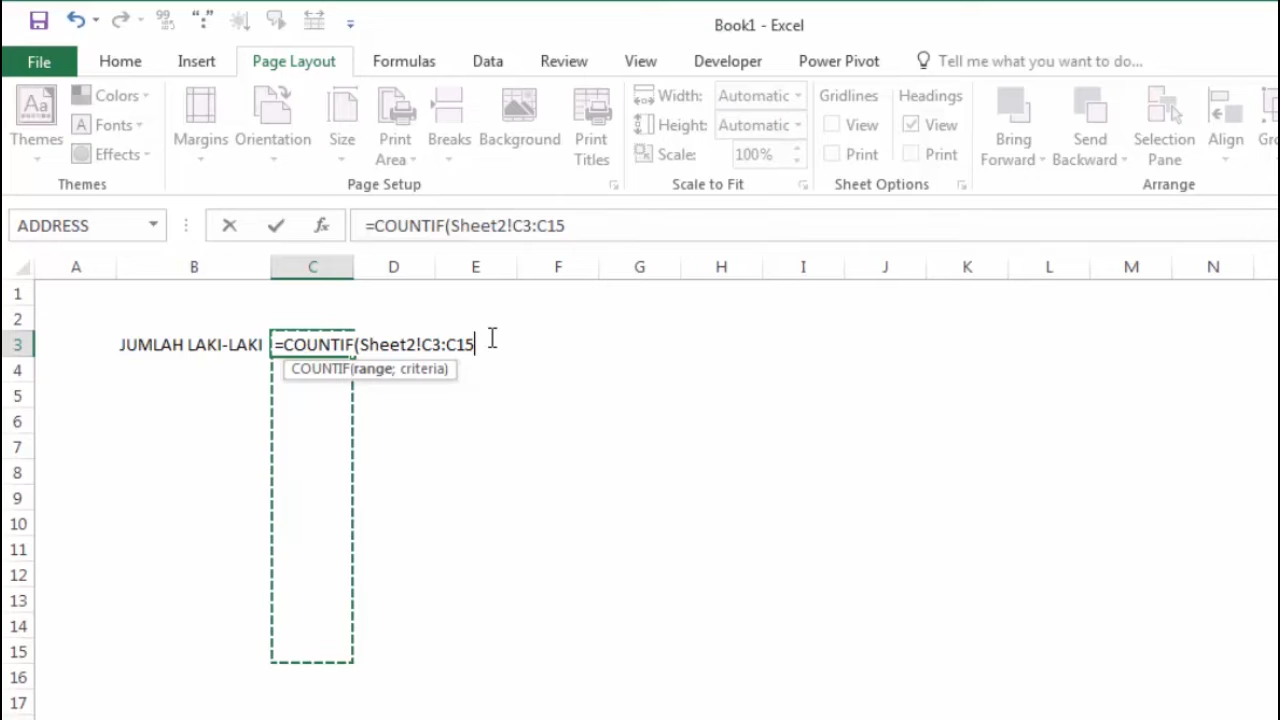 Book1 - Excel
File Home Insert Page Layout Formulas Data Review View Developer Power Pivot Tell me what you want to do...
Aa Themes Colors Fonts Effects
Margins Orientation Size Print Area Breaks Background Print Titles
Width: Automatic
Height: Automatic
Scale: 100%
Gridlines Headings
View View
Print Print
Bring Forward Send Backward Selection Pane Align
Themes Page Setup Scale to Fit Sheet Options Arrange
ADDRESS fx =COUNTIF(Sheet2!C3:C15
A B C D E F G H I J K L M N
1
2
3 JUMLAH LAKI-LAKI =COUNTIF(Sheet2!C3:C15
4 COUNTIF(range; criteria)
5
6
7
8
9
10
11
12
13
14
15
16
17